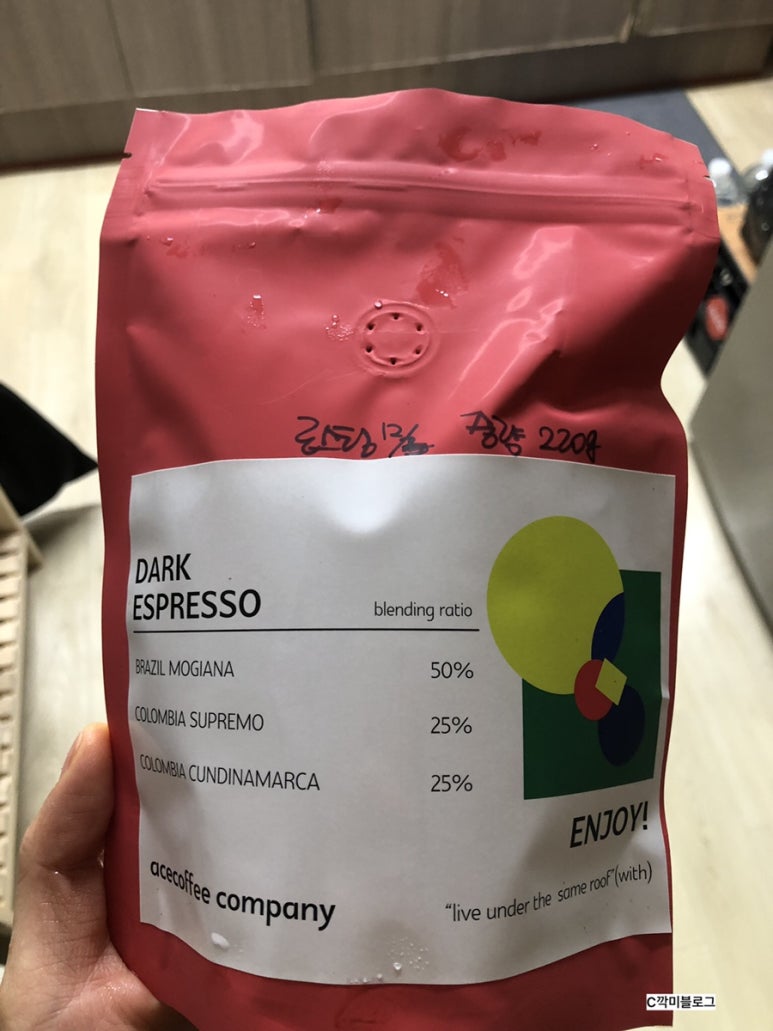 로스팅 12/6 중량 220g
DARK
ESPRESSO
blending ratio
BRAZIL MOGIANA 50%
COLOMBIA SUPREMO 25%
COLOMBIA CUNDINAMARCA 25%
ENJOY!
acecoffee company
"live under the same roof"(with)
C깍미블로그